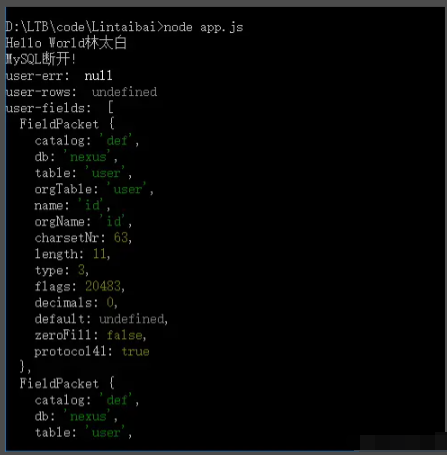 D:\LTB\code\Lintaibai>node app.js
Hello World林太白
MySQL断开!
user-err:  null
user-rows:  undefined
user-fields:  [
  FieldPacket {
    catalog: 'def',
    db: 'nexus',
    table: 'user',
    orgTable: 'user',
    name: 'id',
    orgName: 'id',
    charsetNr: 63,
    length: 11,
    type: 3,
    flags: 20483,
    decimals: 0,
    default: undefined,
    zeroFill: false,
    protocol41: true
  },
  FieldPacket {
    catalog: 'def',
    db: 'nexus',
    table: 'user',